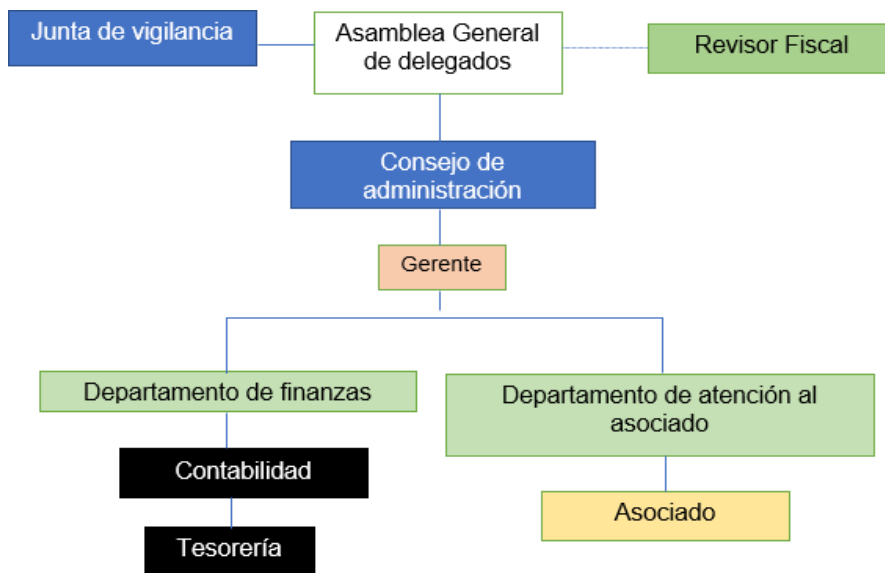 Junta de vigilancia
Asamblea General
de delegados
Revisor Fiscal
Consejo de
administración
Gerente
Departamento de finanzas
Departamento de atención al
asociado
Contabilidad
Asociado
Tesorería